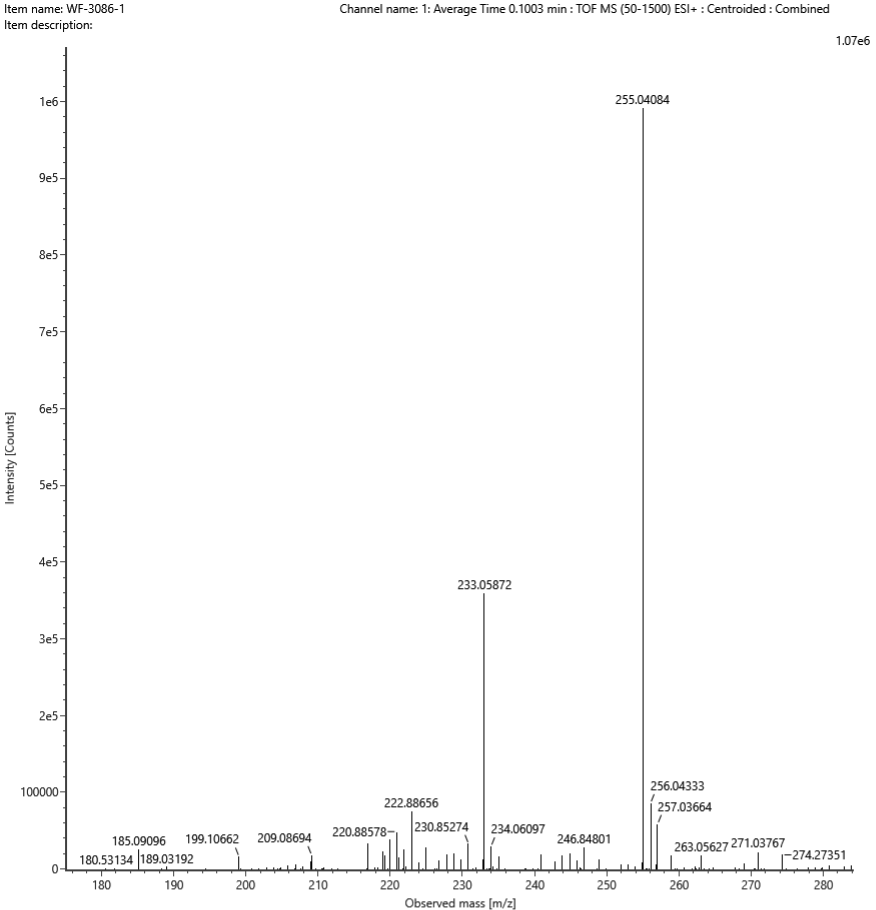 Item name: WF-3086-1
Channel name: 1: Average Time 0.1003 min : TOF MS (50-1500) ESI+ : Centroided : Combined
Item description:
1.07e6
1e6
9e5
8e5
7e5
6e5
5e5
4e5
3e5
2e5
100000
0
Intensity [Counts]
255.04084
233.05872
256.04333
257.03664
222.88656
220.88578
230.85274
234.06097
246.84801
263.05627
271.03767
274.27351
185.09096
180.53134
189.03192
199.10662
209.08694
180
190
200
210
220
230
240
250
260
270
280
Observed mass [m/z]